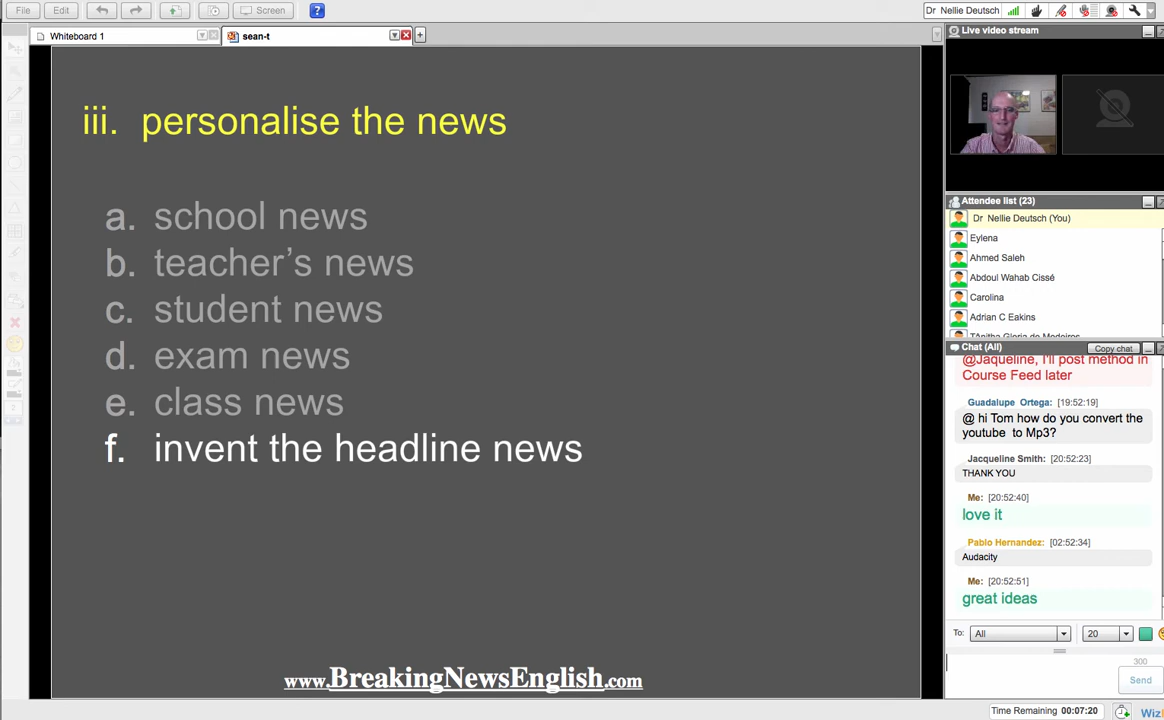 File
Edit
Screen
?
Dr Nellie Deutsch
Whiteboard 1
sean-t
Live video stream
iii. personalise the news
a. school news
b. teacher's news
c. student news
d. exam news
e. class news
f. invent the headline news
www.BreakingNewsEnglish.com
Attendee list (23)
Dr Nellie Deutsch (You)
Eylena
Ahmed Saleh
Abdoul Wahab Cissé
Carolina
Adrian C Eakins
TAnitha Gloria de Medeiros
Chat (All)
Copy chat
@Jaqueline, I'll post method in
Course Feed later
Guadalupe Ortega: [19:52:19]
@ hi Tom how do you convert the
youtube to Mp3?
Jacqueline Smith: [20:52:23]
THANK YOU
Me: [20:52:40]
love it
Pablo Hernandez: [02:52:34]
Audacity
Me: [20:52:51]
great ideas
To: All 20
300
Send
Time Remaining 00:07:20
Wiz